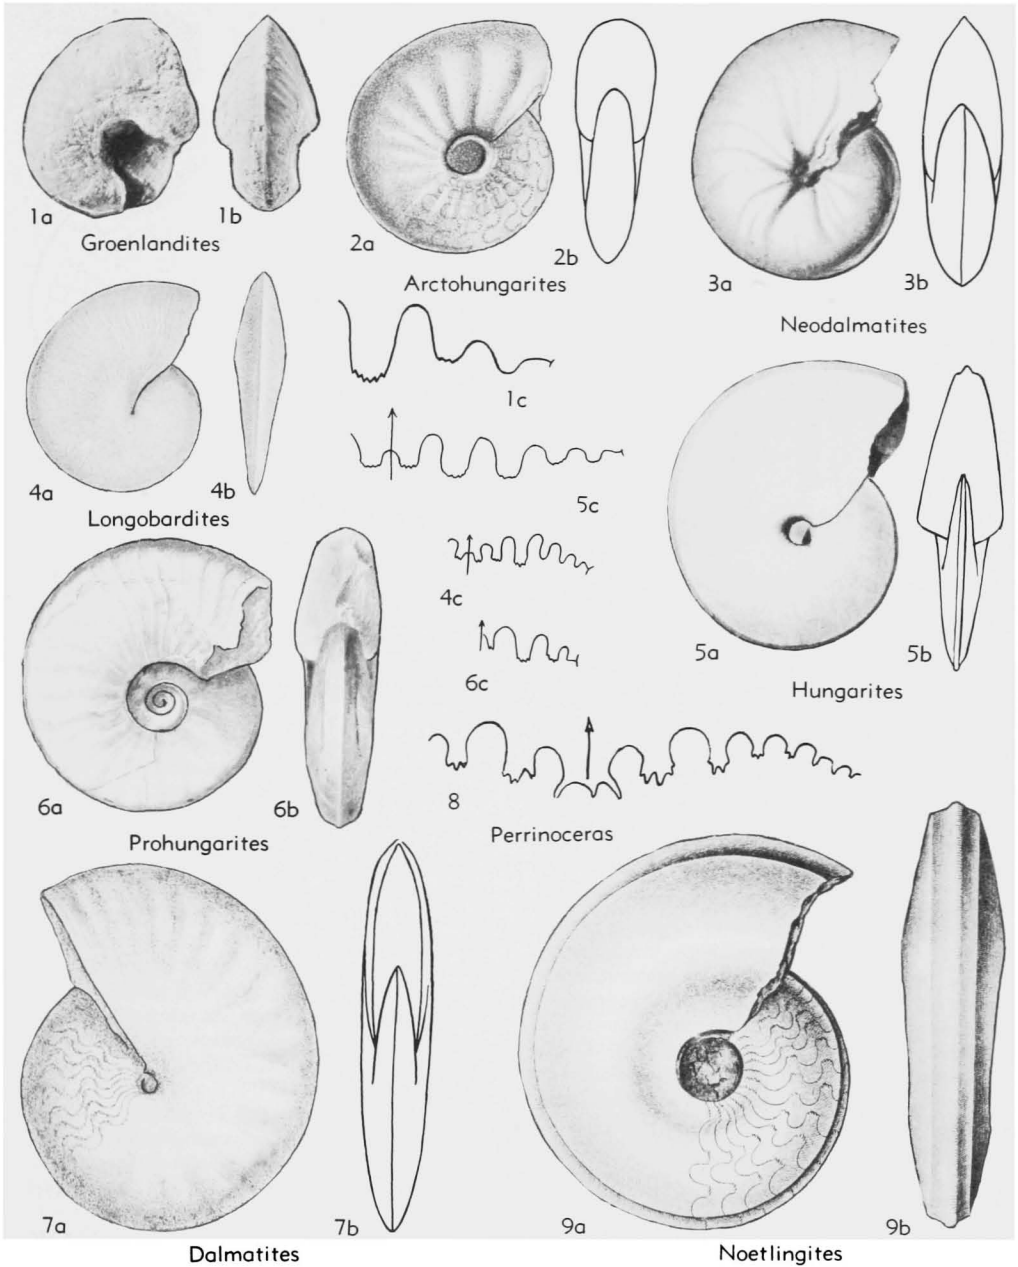 1a
1b
Groenlandites
2a
2b
Arctohungarites
3a
3b
Neodalmatites
1c
4a
4b
Longobardites
5c
4c
6c
5a
5b
Hungarites
6a
6b
Prohungarites
8
Perrinoceras
7a
7b
Dalmatites
9a
9b
Noetlingites